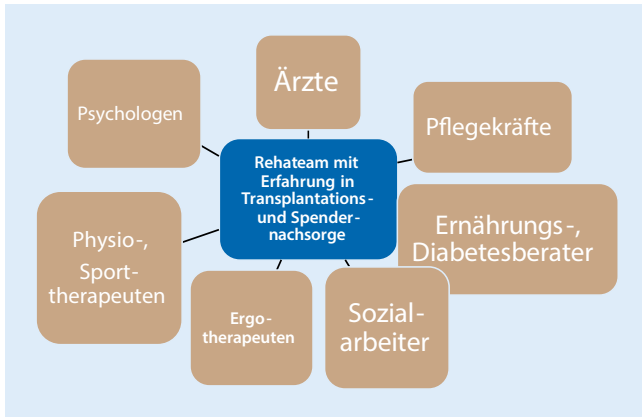 Ärzte
Psychologen
Pflegekräfte
Rehateam mit
Erfahrung in
Transplantations-
und Spender-
nachsorge
Ernährungs-,
Diabetesberater
Physio-,
Sport-
therapeuten
Ergo-
therapeuten
Sozial-
arbeiter